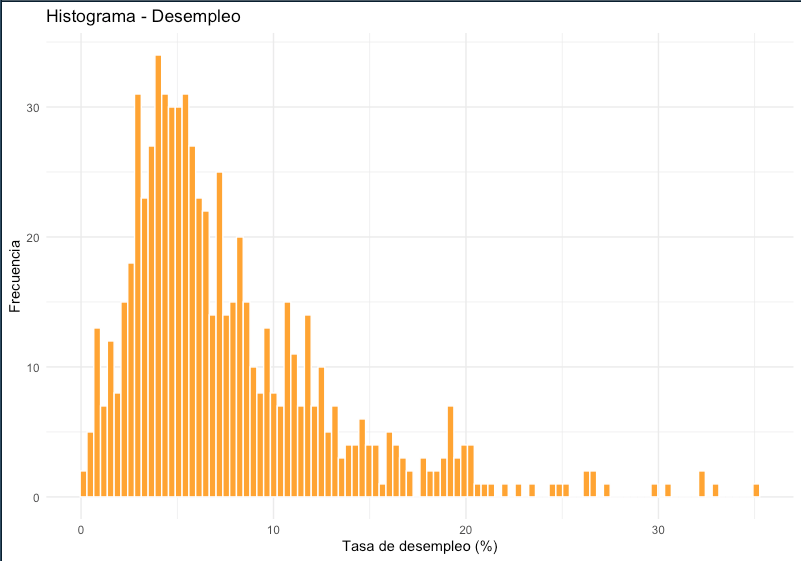 Histograma - Desempleo
Frecuencia
30
20
10
0
0 10 20 30
Tasa de desempleo (%)